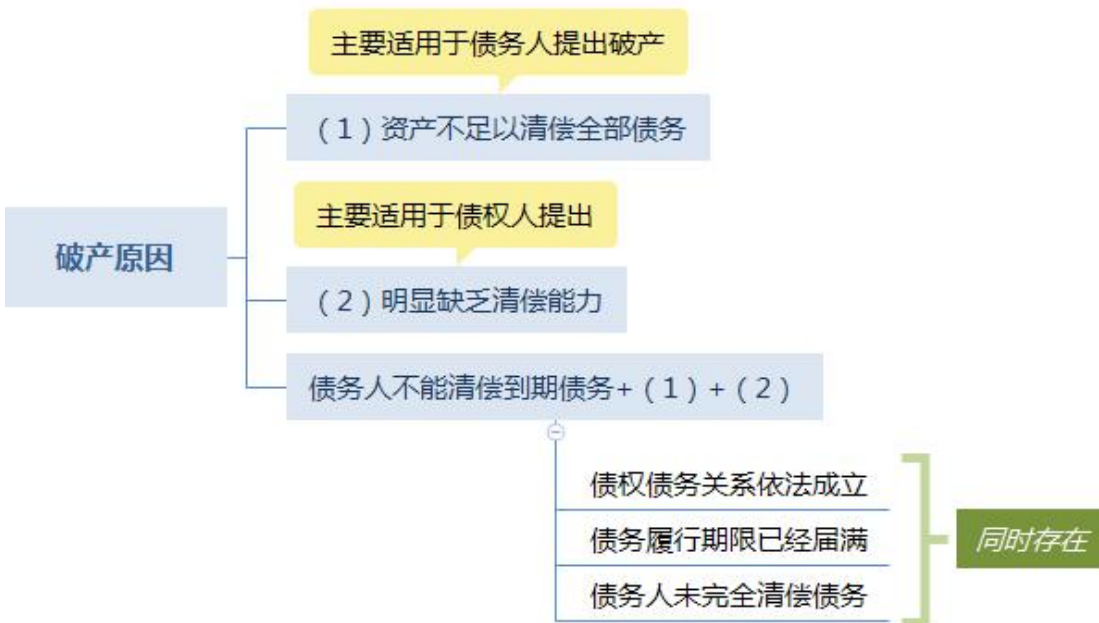 主要适用于债务人提出破产
（1）资产不足以清偿全部债务
主要适用于债权人提出
破产原因
（2）明显缺乏清偿能力
债务人不能清偿到期债务+（1）+（2）
债权债务关系依法成立
债务履行期限已经届满
同时存在
债务人未完全清偿债务